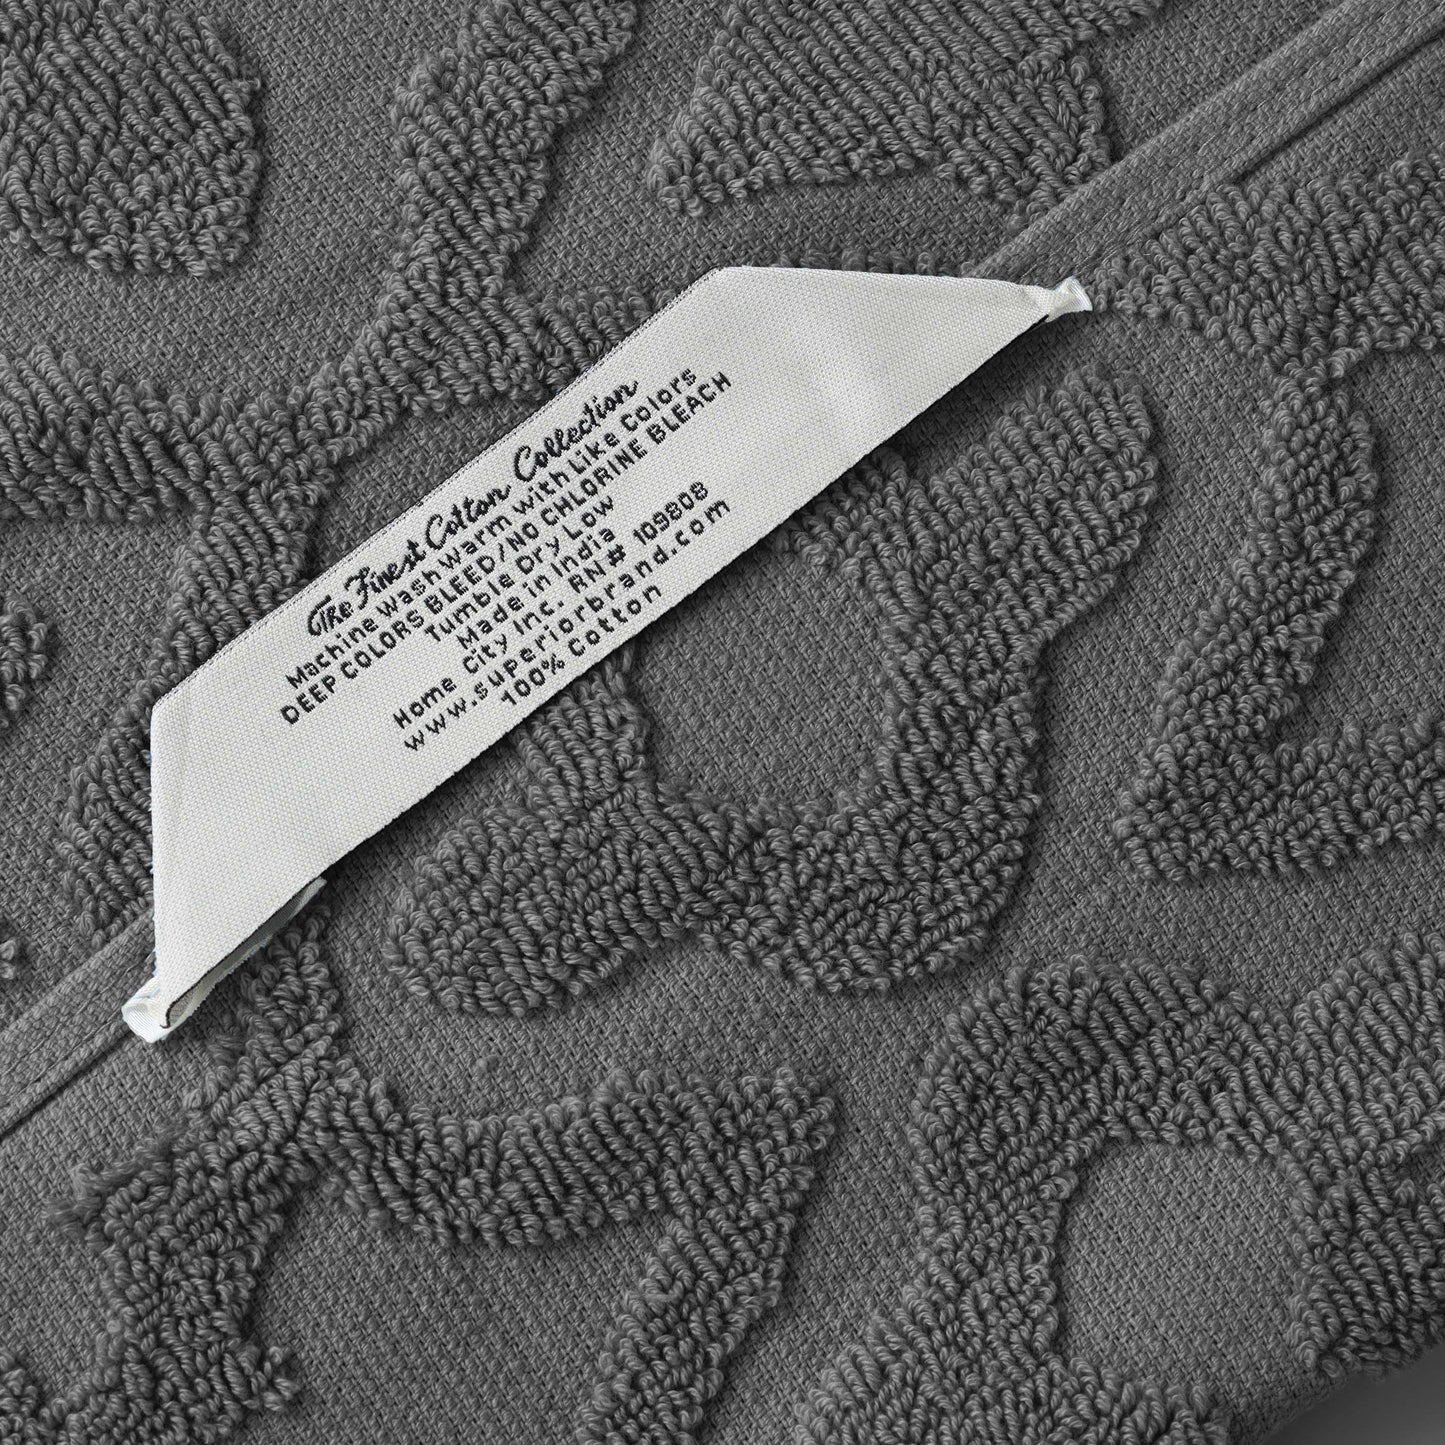 The Finest Cotton Collection
Machine Wash Warm with Like Colors
DEEP COLORS BLEED/NO CHLORINE BLEACH
Tumble Dry Low
Made in India
Home City Inc. RN# 109808
www.superiorbrand.com
100% Cotton